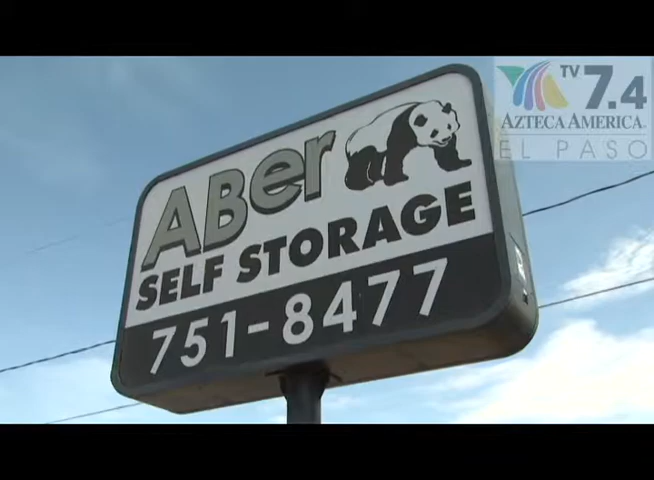 TV 7.4
AZTECA AMERICA
EL PASO
ABer
SELF STORAGE
751-8477